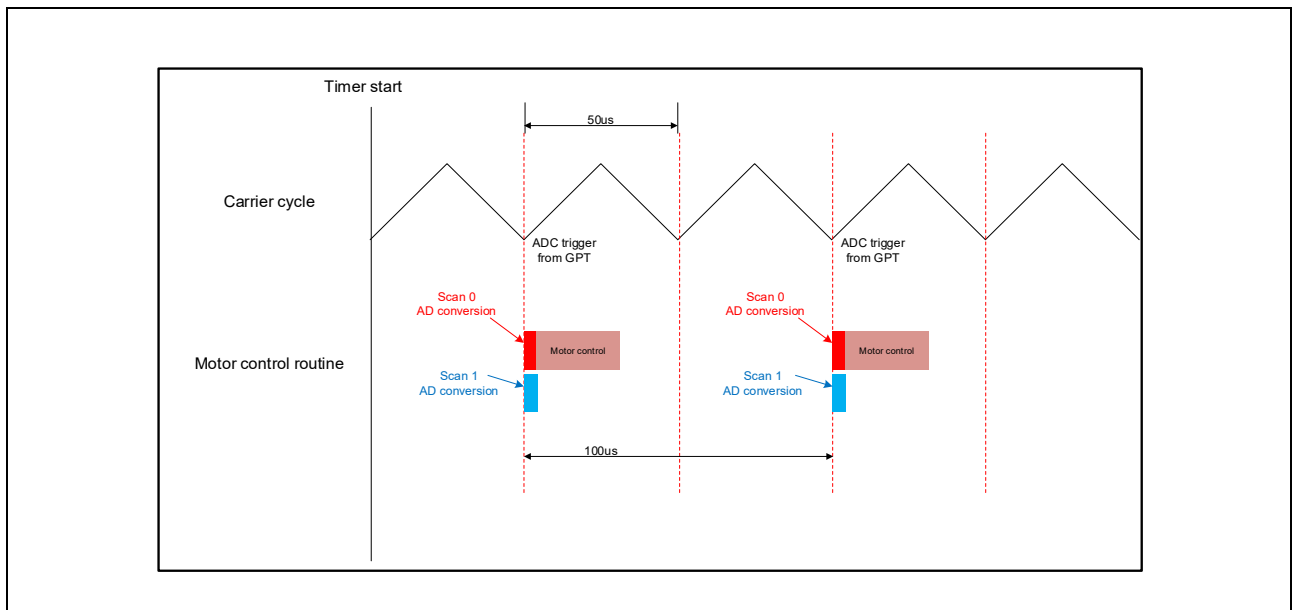 Timer start
50us
Carrier cycle
ADC trigger
from GPT
ADC trigger
from GPT
Scan 0
AD conversion
Scan 0
AD conversion
Motor control routine
Motor control
Motor control
Scan 1
AD conversion
Scan 1
AD conversion
100us